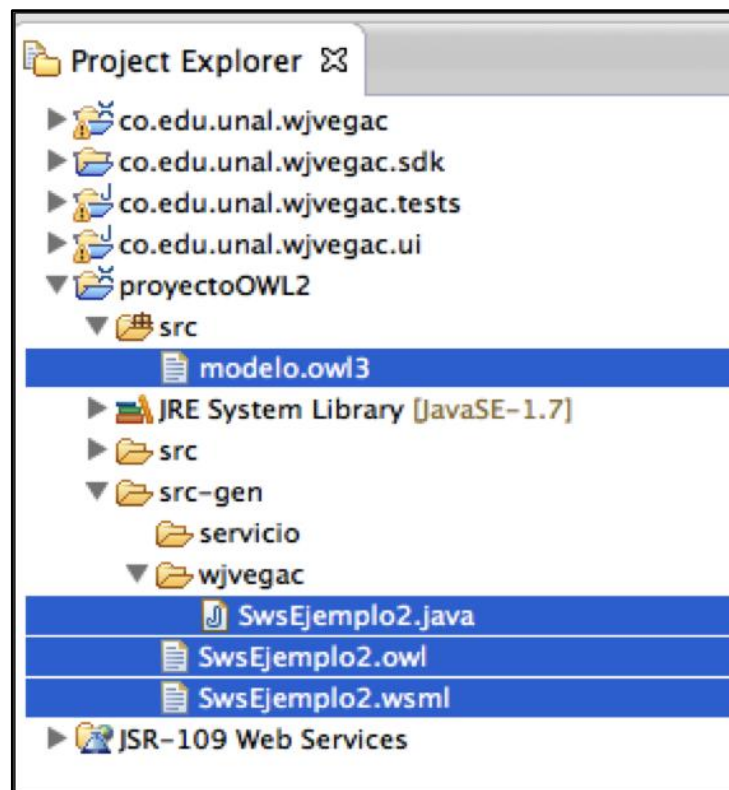 Project Explorer
co.edu.unal.wjvegac
co.edu.unal.wjvegac.sdk
co.edu.unal.wjvegac.tests
co.edu.unal.wjvegac.ui
proyectoOWL2
src
modelo.owl3
JRE System Library [JavaSE-1.7]
src
src-gen
servicio
wjvegac
SwsEjemplo2.java
SwsEjemplo2.owl
SwsEjemplo2.wsml
JSR-109 Web Services